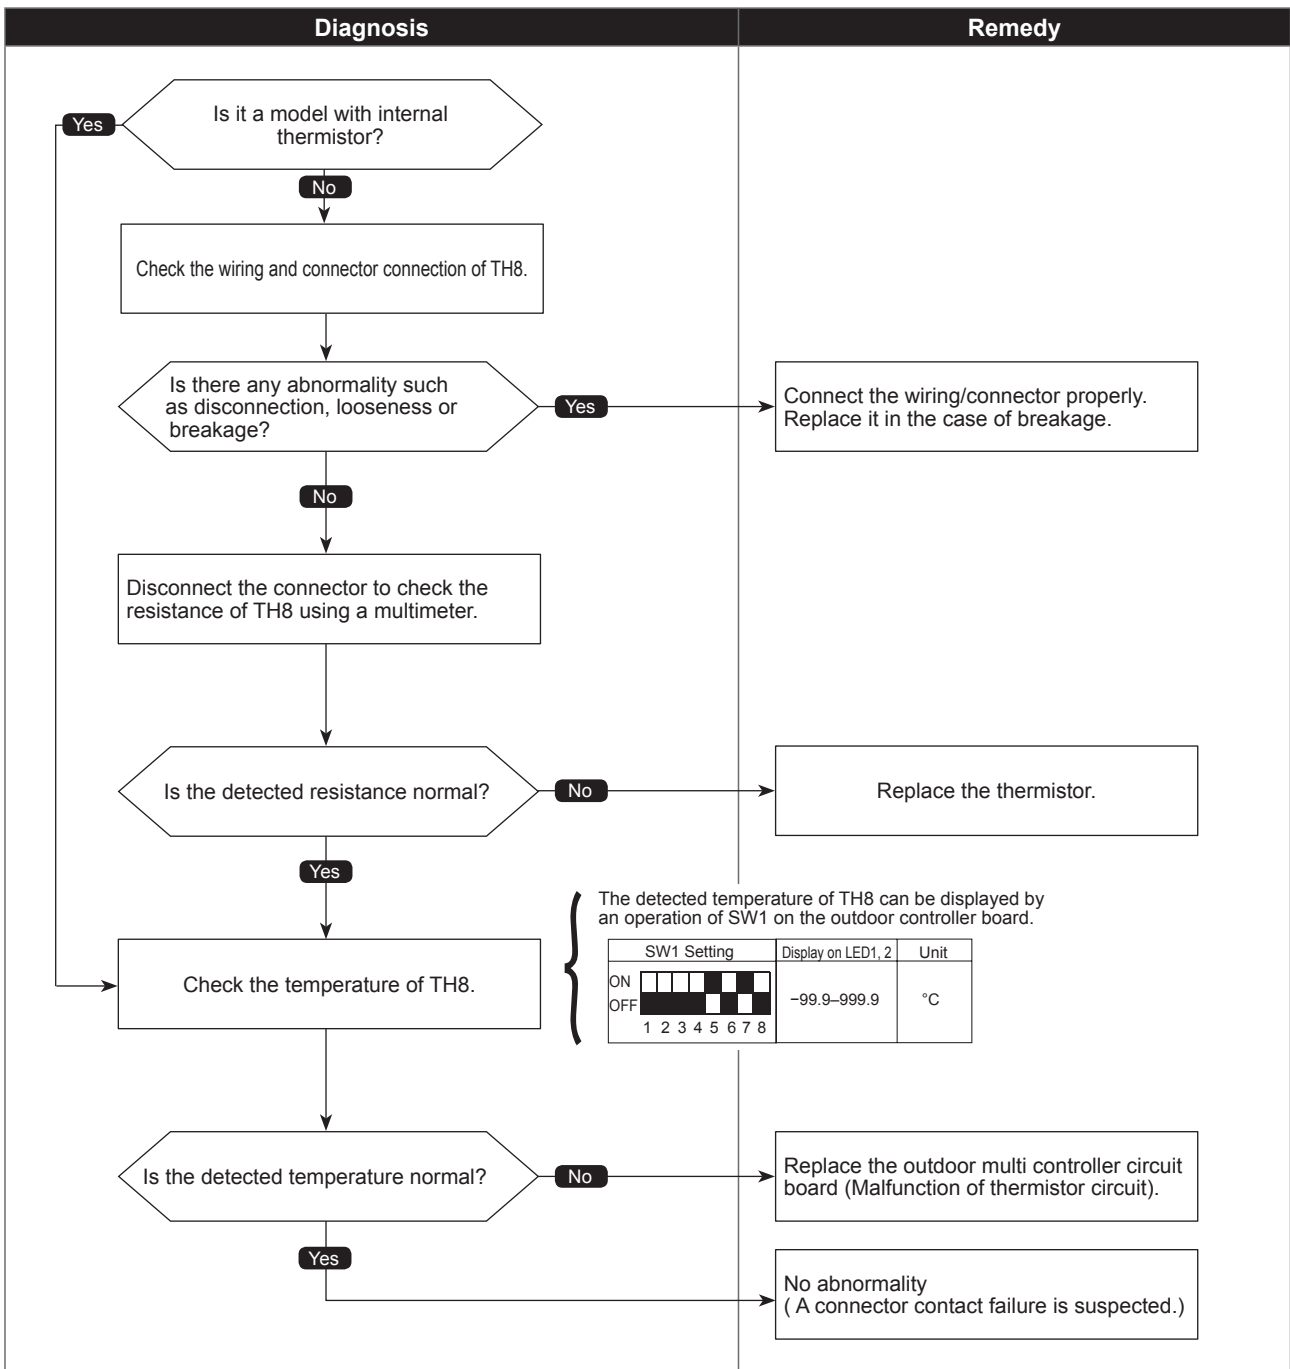 Diagnosis
Remedy
Is it a model with internal
thermistor?
Yes
No
Check the wiring and connector connection of TH8.
Is there any abnormality such
as disconnection, looseness or
breakage?
Yes
Connect the wiring/connector properly.
Replace it in the case of breakage.
No
Disconnect the connector to check the
resistance of TH8 using a multimeter.
Is the detected resistance normal?
No
Replace the thermistor.
Yes
The detected temperature of TH8 can be displayed by
an operation of SW1 on the outdoor controller board.
SW1 Setting
Display on LED1, 2
Unit
ON
OFF
1 2 3 4 5 6 7 8
−99.9–999.9
°C
Check the temperature of TH8.
Is the detected temperature normal?
No
Replace the outdoor multi controller circuit
board (Malfunction of thermistor circuit).
Yes
No abnormality
( A connector contact failure is suspected.)